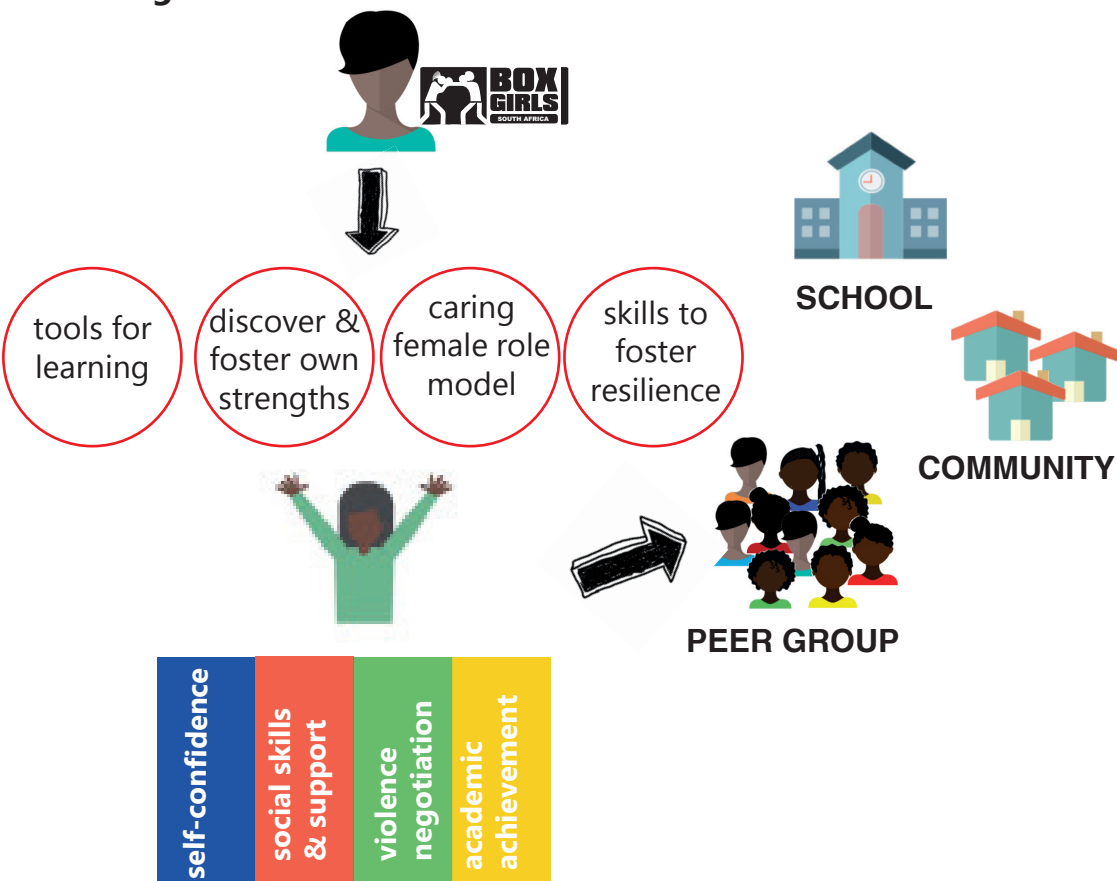 BOX
GIRLS
SOUTH AFRICA
SCHOOL
tools for
learning
discover &
foster own
strengths
caring
female role
model
skills to
foster
resilience
COMMUNITY
PEER GROUP
self-confidence
social skills
& support
violence
negotiation
academic
achievement